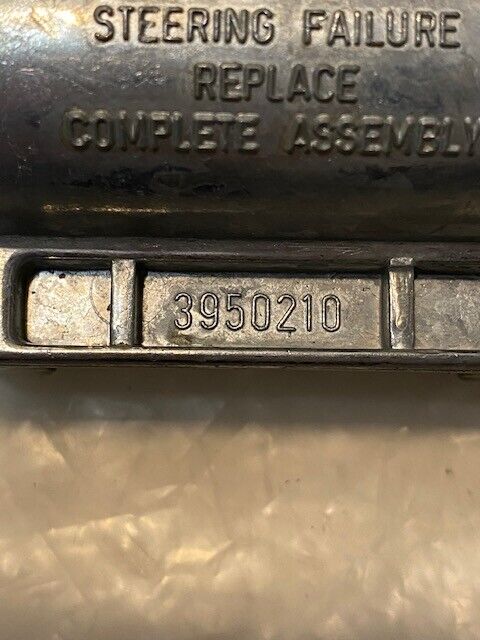 STEERING FAILURE
REPLACE
COMPLETE ASSEMBLY
3950210